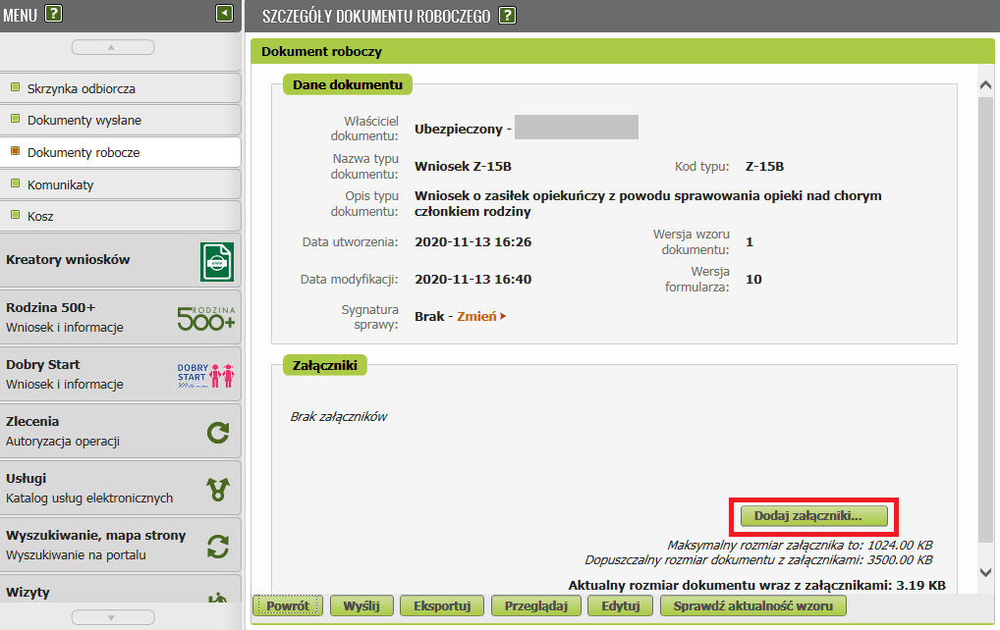 MENU ?
SZCZEGÓŁY DOKUMENTU ROBOCZEGO ?
Skrzynka odbiorcza
Dokumenty wysłane
Dokumenty robocze
Komunikaty
Kosz
Kreatory wniosków
WWW
Rodzina 500+
Wniosek i informacje
RODZINA
500+
Dobry Start
Wniosek i informacje
DOBRY
START
Zlecenia
Autoryzacja operacji
Usługi
Katalog usług elektronicznych
Wyszukiwanie, mapa strony
Wyszukiwanie na portalu
Wizyty
Dokument roboczy
Dane dokumentu
Właściciel
dokumentu:
Ubezpieczony -
Nazwa typu
dokumentu:
Wniosek Z-15B
Kod typu: Z-15B
Opis typu
dokumentu:
Wniosek o zasiłek opiekuńczy z powodu sprawowania opieki nad chorym
członkiem rodziny
Data utworzenia: 2020-11-13 16:26
Wersja wzoru
dokumentu:
1
Data modyfikacji: 2020-11-13 16:40
Wersja
formularza:
10
Sygnatura
sprawy:
Brak - Zmień
Załączniki
Brak załączników
Dodaj załączniki...
Maksymalny rozmiar załącznika to: 1024.00 KB
Dopuszczalny rozmiar dokumentu z załącznikami: 3500.00 KB
Aktualny rozmiar dokumentu wraz z załącznikami: 3.19 KB
Powrót Wyślij Eksportuj Przeglądaj Edytuj Sprawdź aktualność wzoru